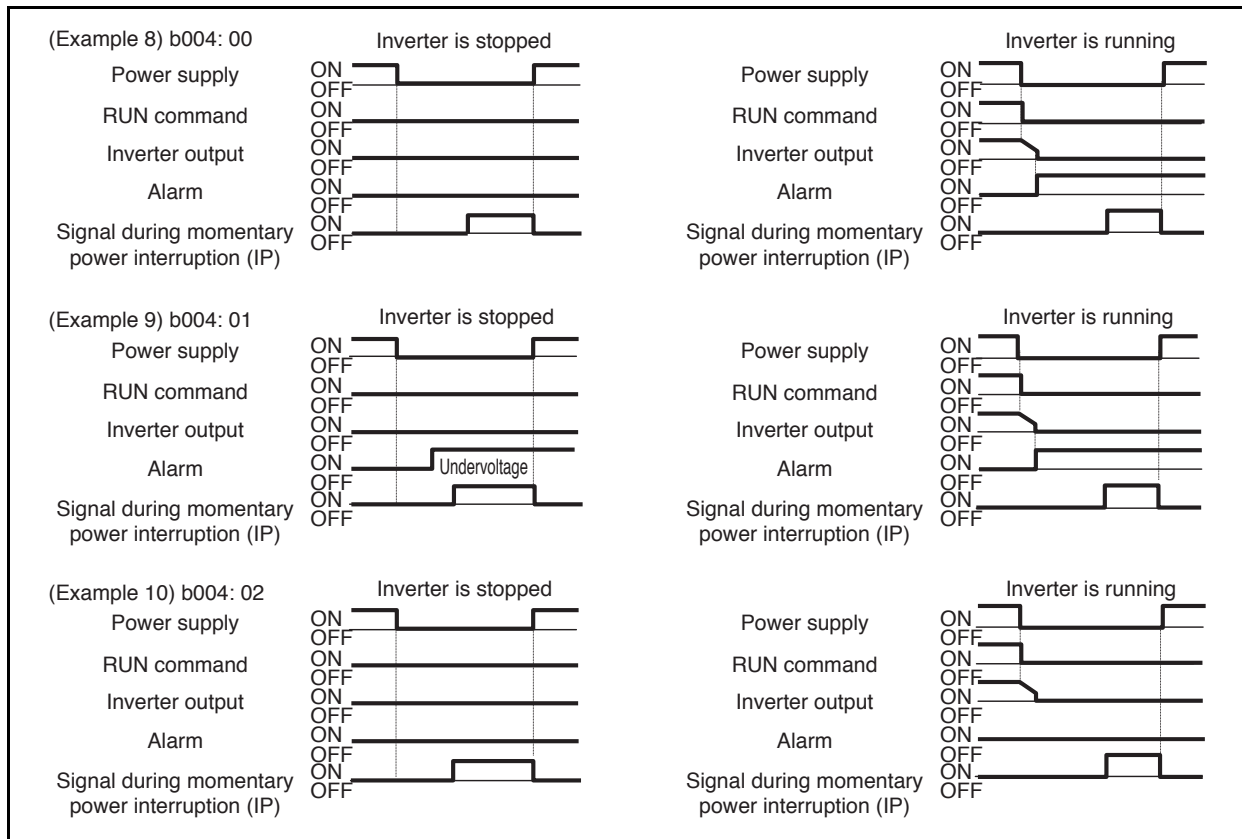 (Example 8) b004: 00
Inverter is stopped
Power supply
ON
OFF
RUN command
ON
OFF
Inverter output
ON
OFF
Alarm
ON
OFF
Signal during momentary
power interruption (IP)
ON
OFF
Inverter is running
Power supply
ON
OFF
RUN command
ON
OFF
Inverter output
ON
OFF
Alarm
ON
OFF
Signal during momentary
power interruption (IP)
ON
OFF
(Example 9) b004: 01
Inverter is stopped
Power supply
ON
OFF
RUN command
ON
OFF
Inverter output
ON
OFF
Alarm
ON
OFF
Undervoltage
Signal during momentary
power interruption (IP)
ON
OFF
Inverter is running
Power supply
ON
OFF
RUN command
ON
OFF
Inverter output
ON
OFF
Alarm
ON
OFF
Signal during momentary
power interruption (IP)
ON
OFF
(Example 10) b004: 02
Inverter is stopped
Power supply
ON
OFF
RUN command
ON
OFF
Inverter output
ON
OFF
Alarm
ON
OFF
Signal during momentary
power interruption (IP)
ON
OFF
Inverter is running
Power supply
ON
OFF
RUN command
ON
OFF
Inverter output
ON
OFF
Alarm
ON
OFF
Signal during momentary
power interruption (IP)
ON
OFF